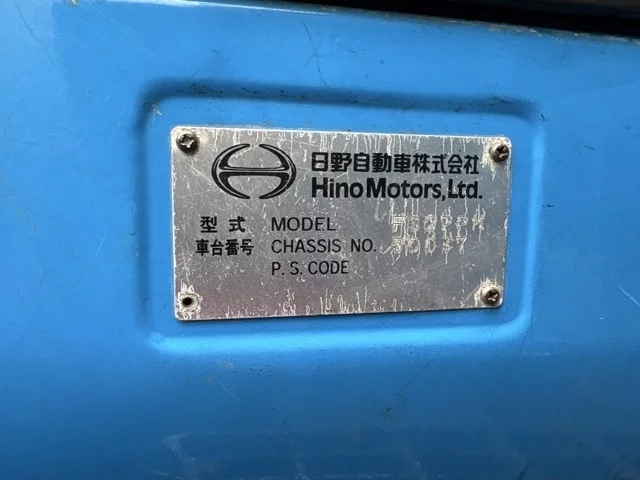 日野自動車株式会社
Hino Motors, Ltd.
型式 MODEL
車台番号 CHASSIS NO.
P. S. CODE